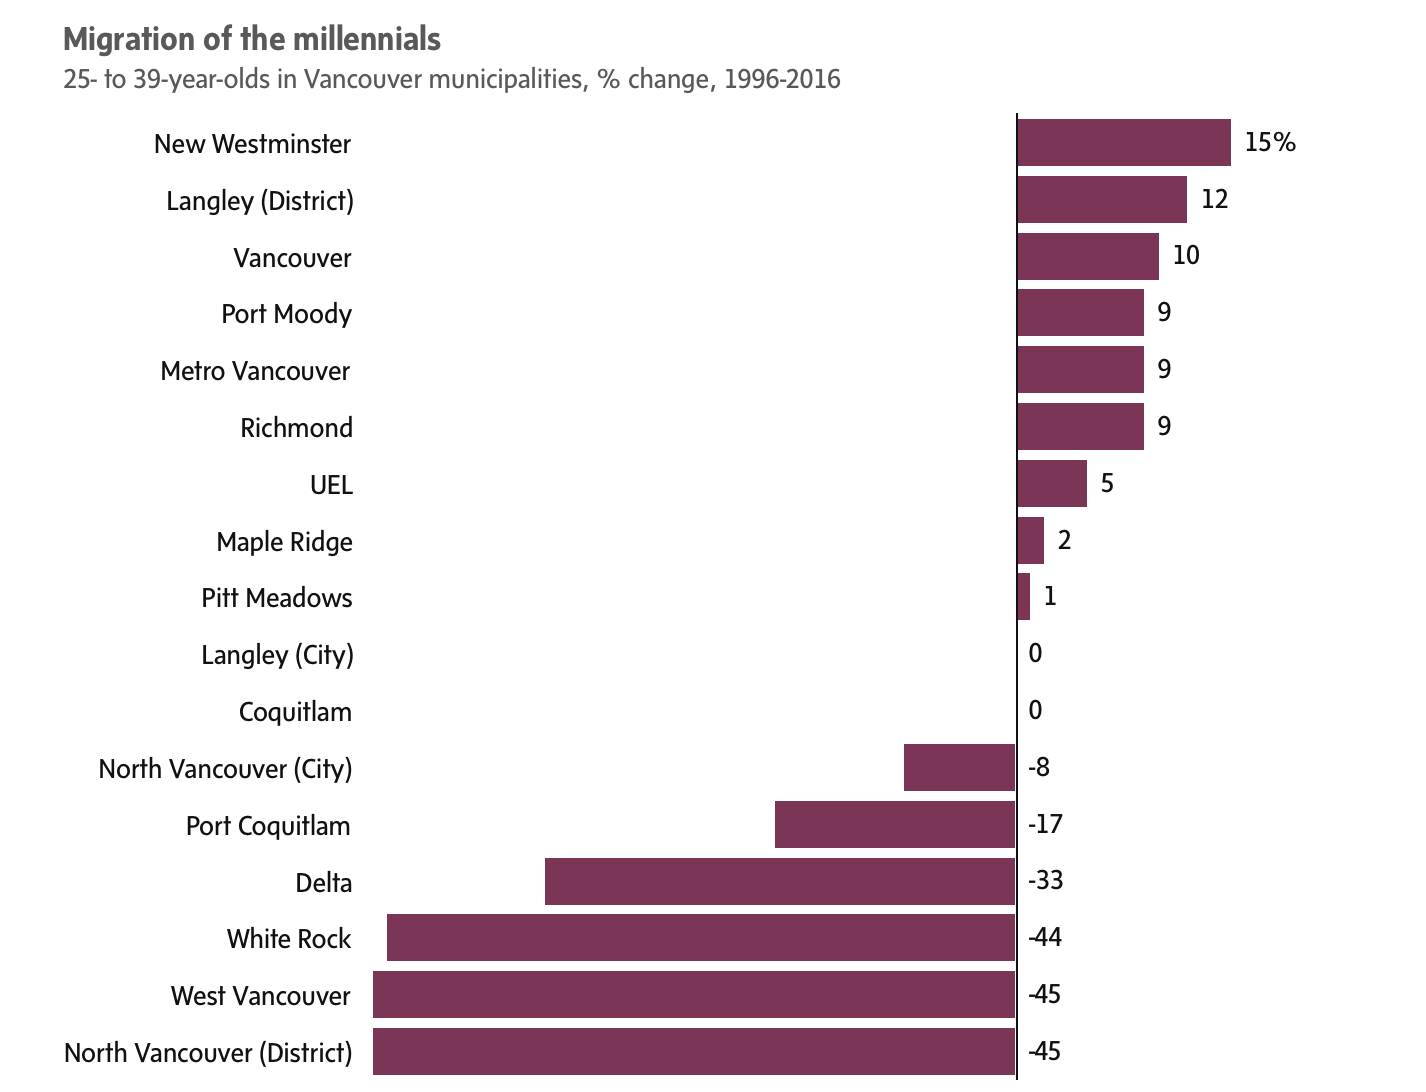 Migration of the millennials
25- to 39-year-olds in Vancouver municipalities, % change, 1996-2016
New Westminster 15%
Langley (District) 12
Vancouver 10
Port Moody 9
Metro Vancouver 9
Richmond 9
UEL 5
Maple Ridge 2
Pitt Meadows 1
Langley (City) 0
Coquitlam 0
North Vancouver (City) -8
Port Coquitlam -17
Delta -33
White Rock -44
West Vancouver -45
North Vancouver (District) -45